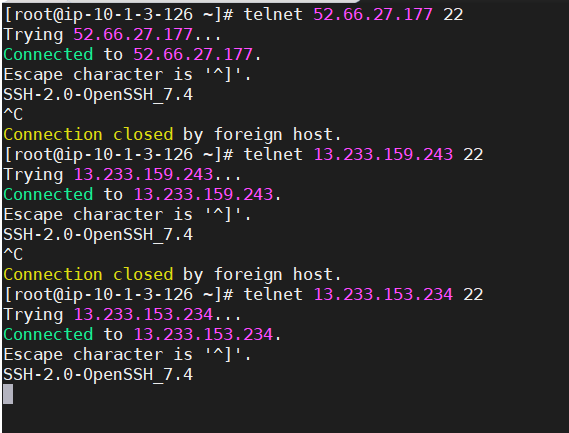 [root@ip-10-1-3-126 ~]# telnet 52.66.27.177 22
Trying 52.66.27.177...
Connected to 52.66.27.177.
Escape character is '^]'.
SSH-2.0-OpenSSH_7.4
^C
Connection closed by foreign host.
[root@ip-10-1-3-126 ~]# telnet 13.233.159.243 22
Trying 13.233.159.243...
Connected to 13.233.159.243.
Escape character is '^]'.
SSH-2.0-OpenSSH_7.4
^C
Connection closed by foreign host.
[root@ip-10-1-3-126 ~]# telnet 13.233.153.234 22
Trying 13.233.153.234...
Connected to 13.233.153.234.
Escape character is '^]'.
SSH-2.0-OpenSSH_7.4